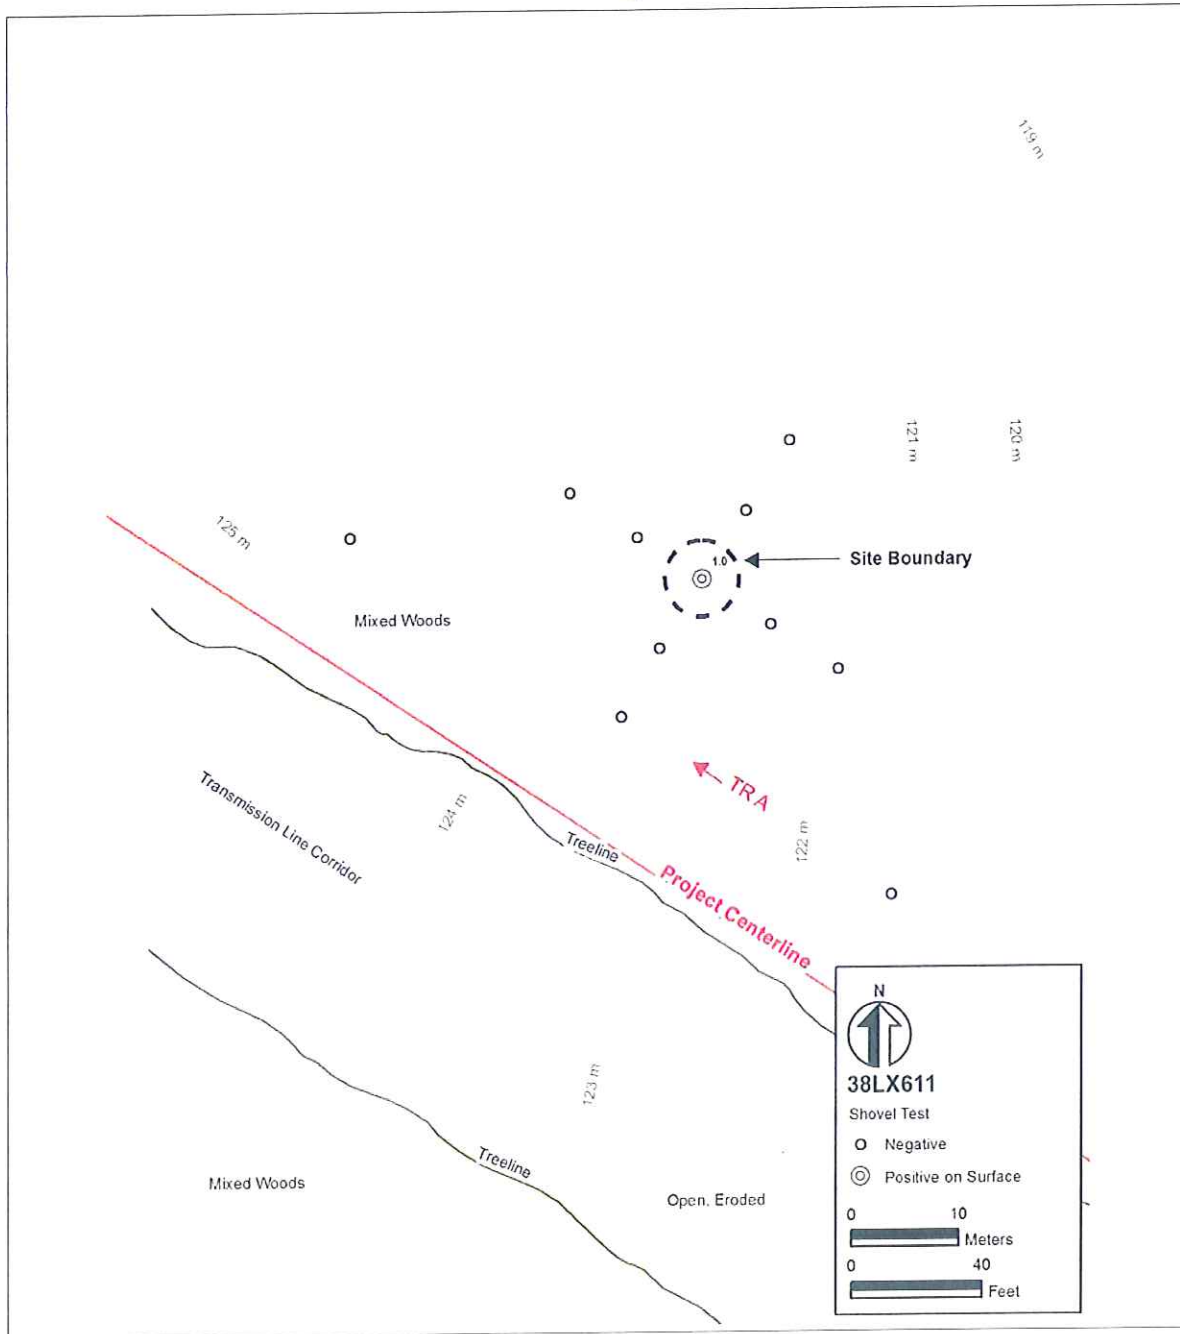 119 m
121 m
120 m
125 m
1.0
Site Boundary
Mixed Woods
TRA
Transmission Line Corridor
124 m
Treeline
122 m
Project Centerline
N
38LX611
Shovel Test
Negative
Positive on Surface
0 10
Meters
0 40
Feet
123 m
Treeline
Mixed Woods
Open, Eroded